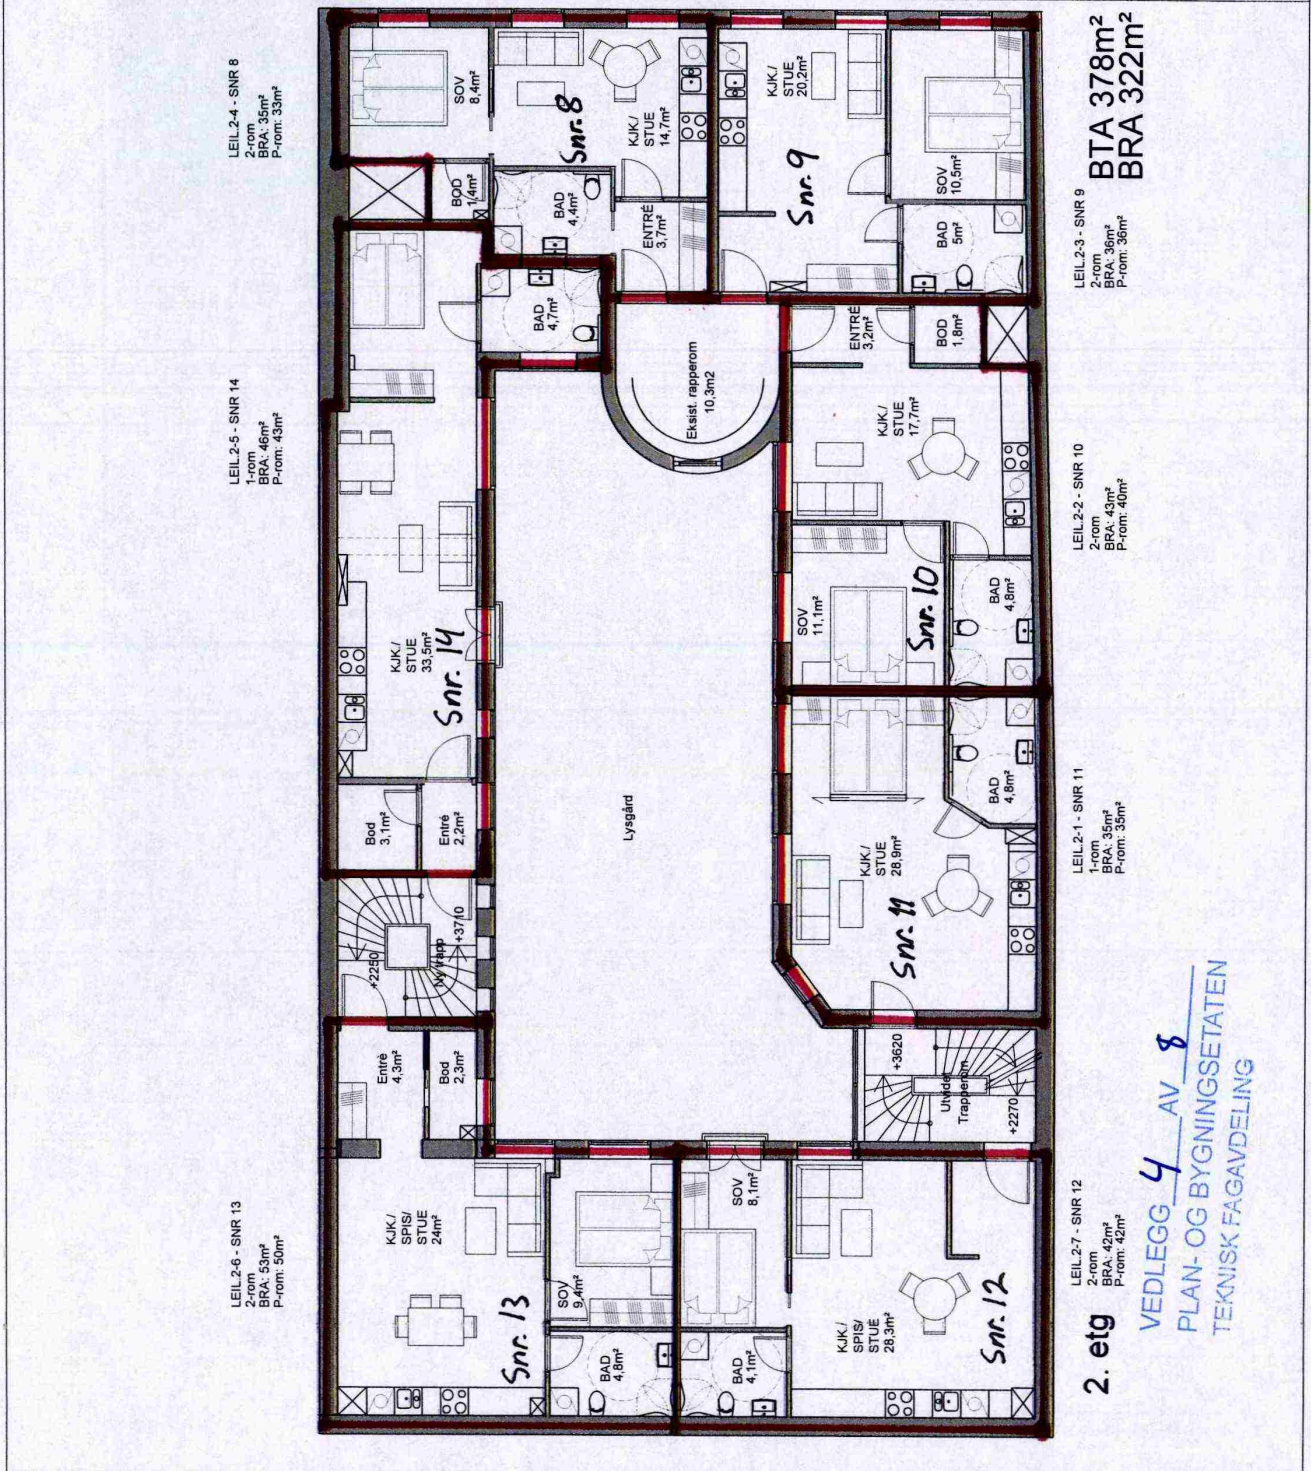 LEIL.2-6 - SNR 13
2-rom
BRA: 53m²
P-rom: 50m²
LEIL.2-5 - SNR 14
1-rom
BRA: 46m²
P-rom: 43m²
LEIL.2-4 - SNR 8
2-rom
BRA: 35m²
P-rom: 33m²
KJK./
SPIS/
STUE
24m²
Entré
4,3m²
Bod
2,3m²
Snr. 13
SOV
9,4m²
BAD
4,8m²
+2250
Ny trapp
+3710
Bod
3,1m²
Entré
2,2m²
KJK./
STUE
33,5m²
Snr. 14
BAD
4,7m²
SOV
8,4m²
BOD
1,4m²
Snr. 8
KJK./
STUE
14,7m²
BAD
4,4m²
ENTRÉ
3,7m²
Lysgård
Eksist. rapperom
10,3m2
SOV
8,1m²
BAD
4,1m²
KJK./
SPIS/
STUE
28,3m²
Snr. 12
+3620
Utvidet
Trapperom
+2270
KJK./
STUE
28,9m²
Snr. 11
BAD
4,8m²
SOV
11,1m²
Snr. 10
BAD
4,8m²
KJK./
STUE
17,7m²
ENTRÉ
3,2m²
BOD
1,8m²
KJK./
STUE
20,2m²
Snr. 9
SOV
10,5m²
BAD
5m²
LEIL.2-7 - SNR 12
2-rom
BRA: 42m²
P-rom: 42m²
LEIL.2-1 - SNR 11
1-rom
BRA: 35m²
P-rom: 35m²
LEIL.2-2 - SNR 10
2-rom
BRA: 43m²
P-rom: 40m²
LEIL.2-3 - SNR 9
2-rom
BRA: 36m²
P-rom: 36m²
2. etg
BTA 378m²
BRA 322m²
VEDLEGG 4 AV 8
PLAN- OG BYGNINGSETATEN
TEKNISK FAGAVDELING